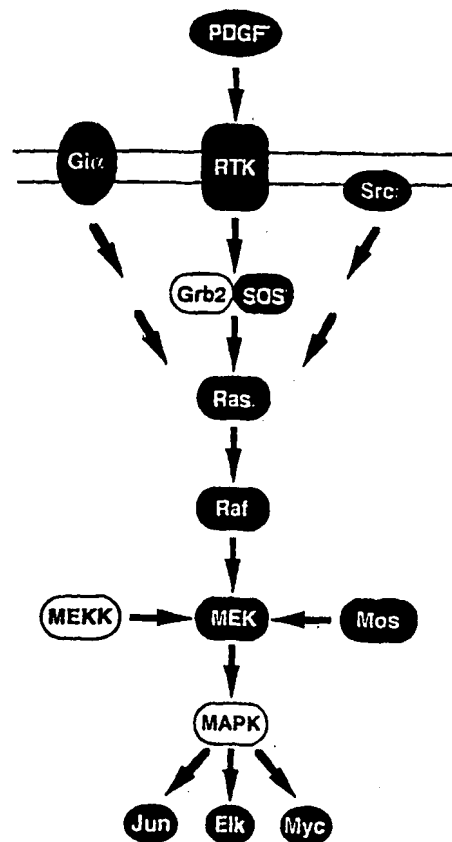 PDGF
Giα
RTK
Src
Grb2 SOS
Ras
Raf
MEKK MEK Mos
MAPK
Jun Elk Myc